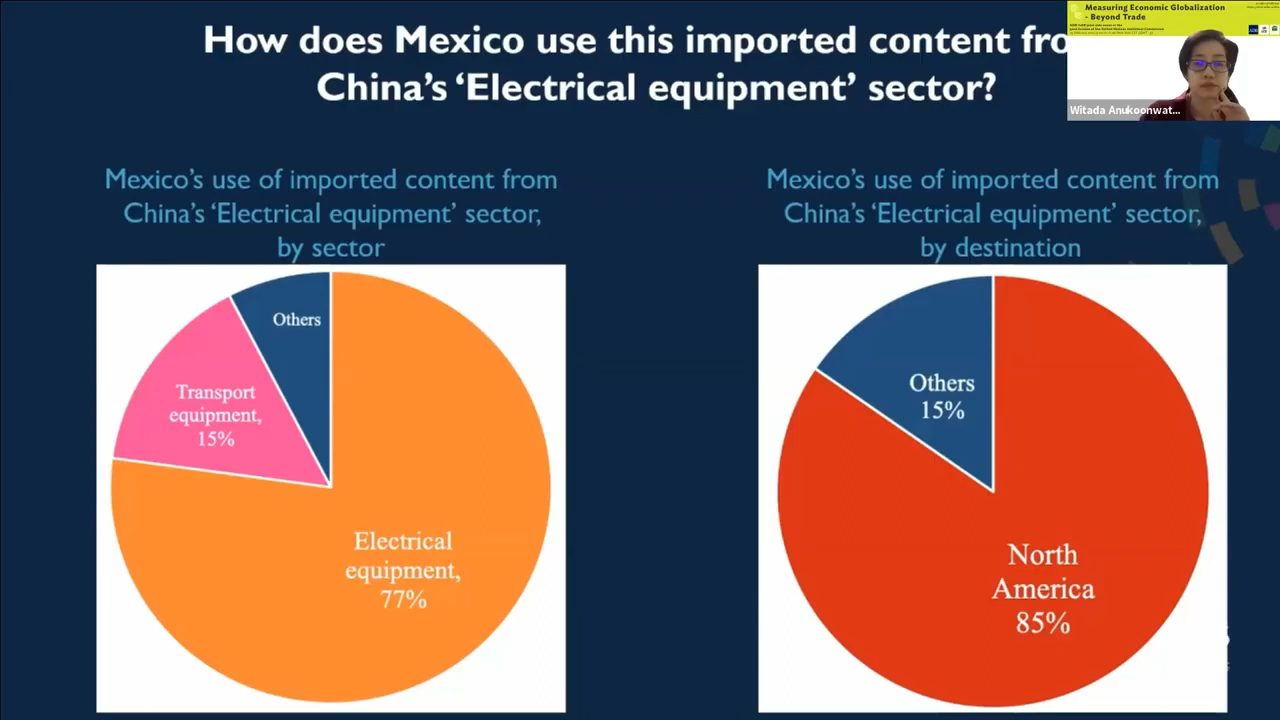 How does Mexico use this imported content fro
China's 'Electrical equipment' sector?
Measuring Economic Globalization
- Beyond Trade
Witada Anukoonwat...
Mexico's use of imported content from
China's 'Electrical equipment' sector,
by sector
Others
Transport
equipment,
15%
Electrical
equipment,
77%
Mexico's use of imported content from
China's 'Electrical equipment' sector,
by destination
Others
15%
North
America
85%